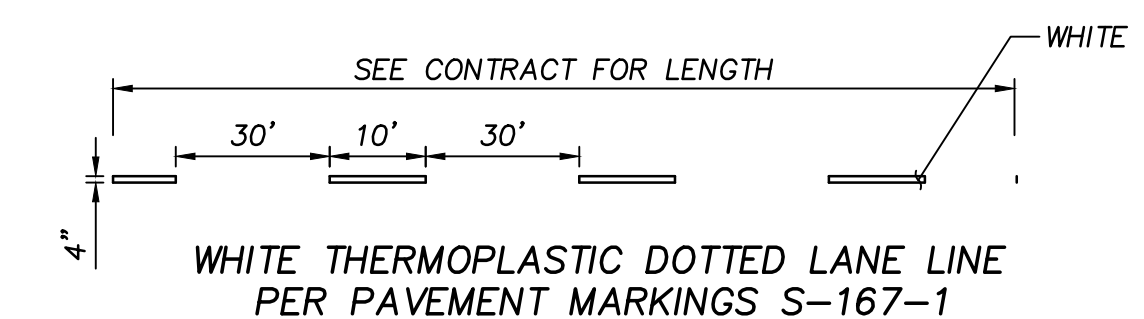 WHITE
SEE CONTRACT FOR LENGTH
30' 10' 30'
4"
WHITE THERMOPLASTIC DOTTED LANE LINE
PER PAVEMENT MARKINGS S-167-1